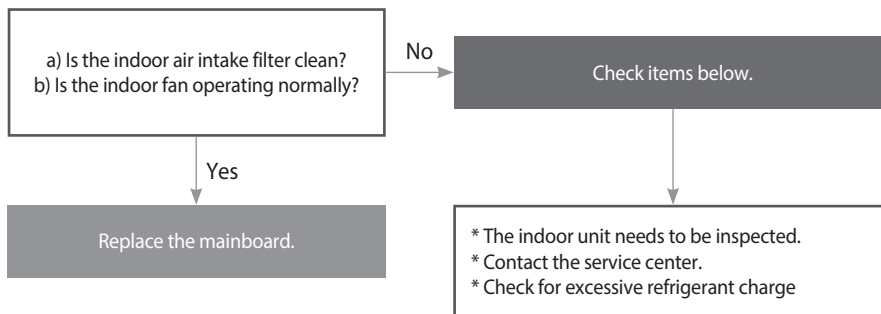 a) Is the indoor air intake filter clean?
b) Is the indoor fan operating normally?
No
Check items below.
Yes
Replace the mainboard.
* The indoor unit needs to be inspected.
* Contact the service center.
* Check for excessive refrigerant charge